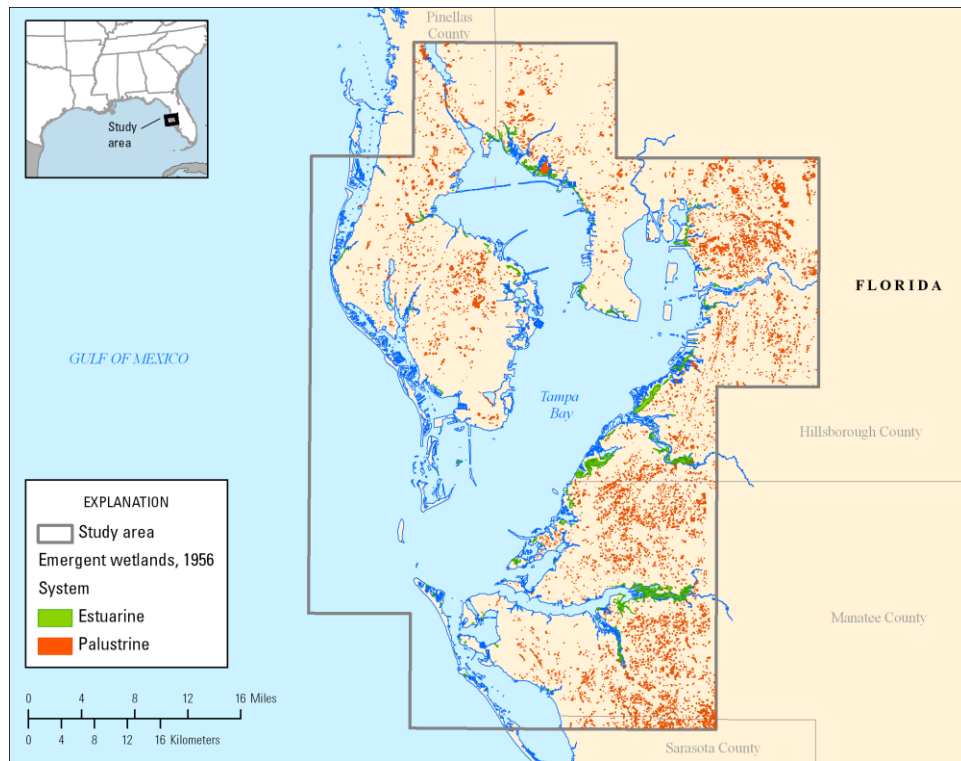 Pinellas
County
Study
area
FLORIDA
GULF OF MEXICO
Tampa
Bay
Hillsborough County
EXPLANATION
Study area
Emergent wetlands, 1956
System
Estuarine
Palustrine
Manatee County
0 4 8 12 16 Miles
0 4 8 12 16 Kilometers
Sarasota County